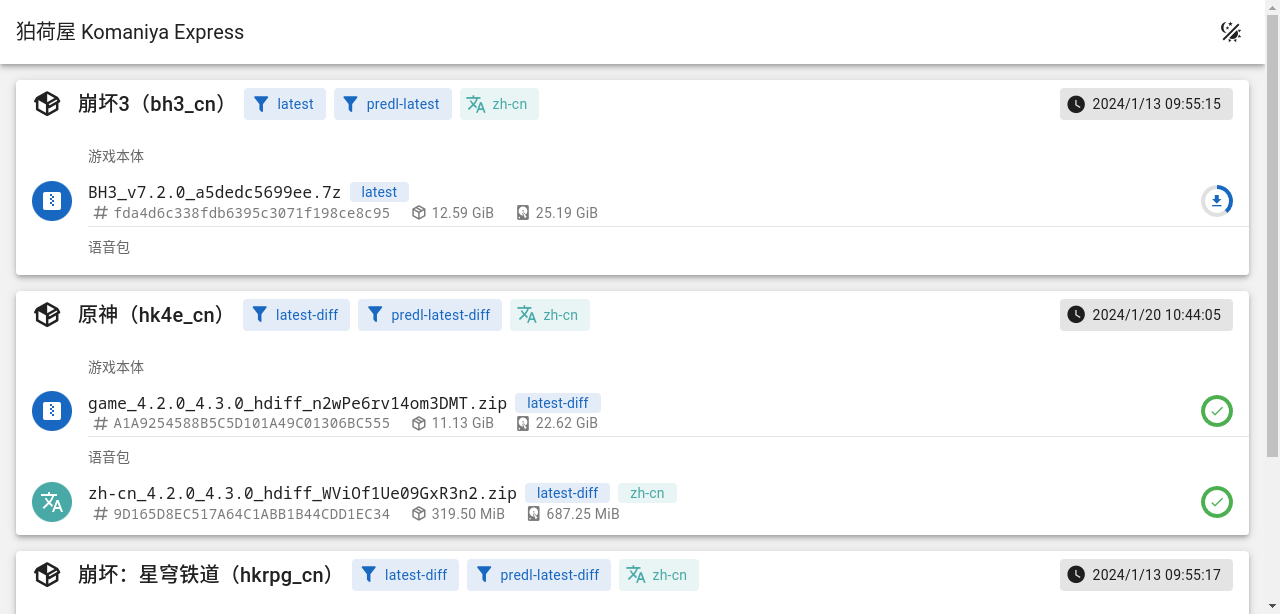 狛荷屋 Komaniya Express
崩坏3（bh3_cn） latest predl-latest zh-cn 2024/1/13 09:55:15
游戏本体
BH3_v7.2.0_a5dedc5699ee.7z latest
fda4d6c338fdb6395c3071f198ce8c95 12.59 GiB 25.19 GiB
语音包
原神（hk4e_cn） latest-diff predl-latest-diff zh-cn 2024/1/20 10:44:05
游戏本体
game_4.2.0_4.3.0_hdiff_n2wPe6rv14om3DMT.zip latest-diff
A1A9254588B5C5D101A49C01306BC555 11.13 GiB 22.62 GiB
语音包
zh-cn_4.2.0_4.3.0_hdiff_WViOf1Ue09GxR3n2.zip latest-diff zh-cn
9D165D8EC517A64C1ABB1B44CDD1EC34 319.50 MiB 687.25 MiB
崩坏：星穹铁道（hkrpg_cn） latest-diff predl-latest-diff zh-cn 2024/1/13 09:55:17